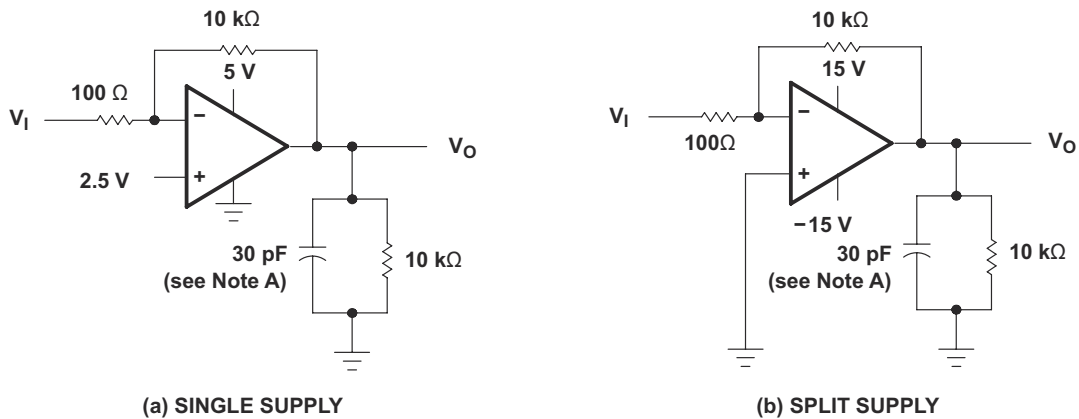 10 kΩ
5 V
100 Ω
V_I
−
V_O
2.5 V
+
30 pF
(see Note A)
10 kΩ
(a) SINGLE SUPPLY
10 kΩ
15 V
V_I
100Ω
−
V_O
+
−15 V
30 pF
(see Note A)
10 kΩ
(b) SPLIT SUPPLY